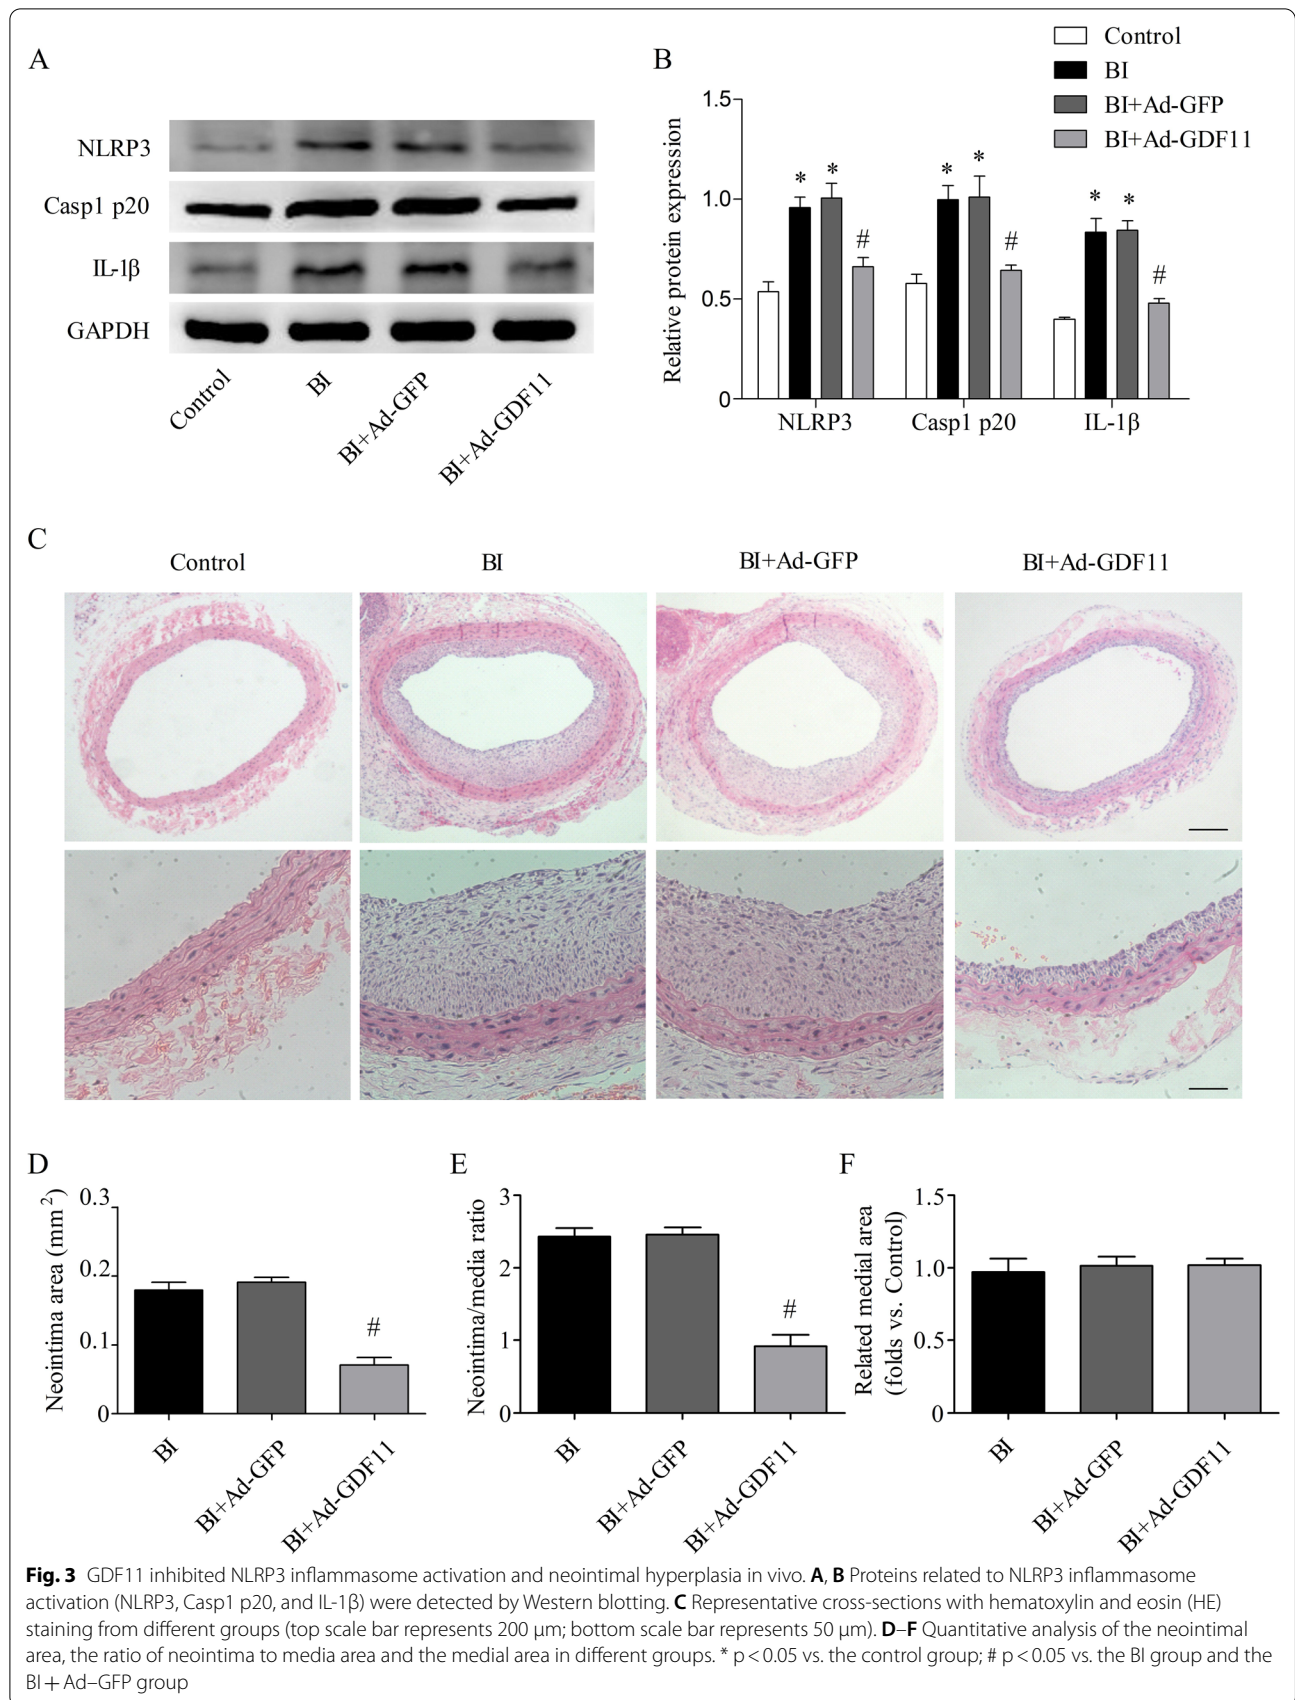 A
NLRP3
Casp1 p20
IL-1β
GAPDH
Control
BI
BI+Ad-GFP
BI+Ad-GDF11
B
Control
BI
BI+Ad-GFP
BI+Ad-GDF11
Relative protein expression
1.5
1.0
0.5
0
* * #
* * #
* * #
NLRP3 Casp1 p20 IL-1β
C
Control BI BI+Ad-GFP BI+Ad-GDF11
D
Neointima area (mm²)
0.3
0.2
0.1
0
#
BI
BI+Ad-GFP
BI+Ad-GDF11
E
Neointima/media ratio
3
2
1
0
#
BI
BI+Ad-GFP
BI+Ad-GDF11
F
Related medial area
(folds vs. Control)
1.5
1.0
0.5
0
BI
BI+Ad-GFP
BI+Ad-GDF11
Fig. 3 GDF11 inhibited NLRP3 inflammasome activation and neointimal hyperplasia in vivo. A, B Proteins related to NLRP3 inflammasome
activation (NLRP3, Casp1 p20, and IL-1β) were detected by Western blotting. C Representative cross-sections with hematoxylin and eosin (HE)
staining from different groups (top scale bar represents 200 μm; bottom scale bar represents 50 μm). D–F Quantitative analysis of the neointimal
area, the ratio of neointima to media area and the medial area in different groups. * p < 0.05 vs. the control group; # p < 0.05 vs. the BI group and the
BI + Ad–GFP group